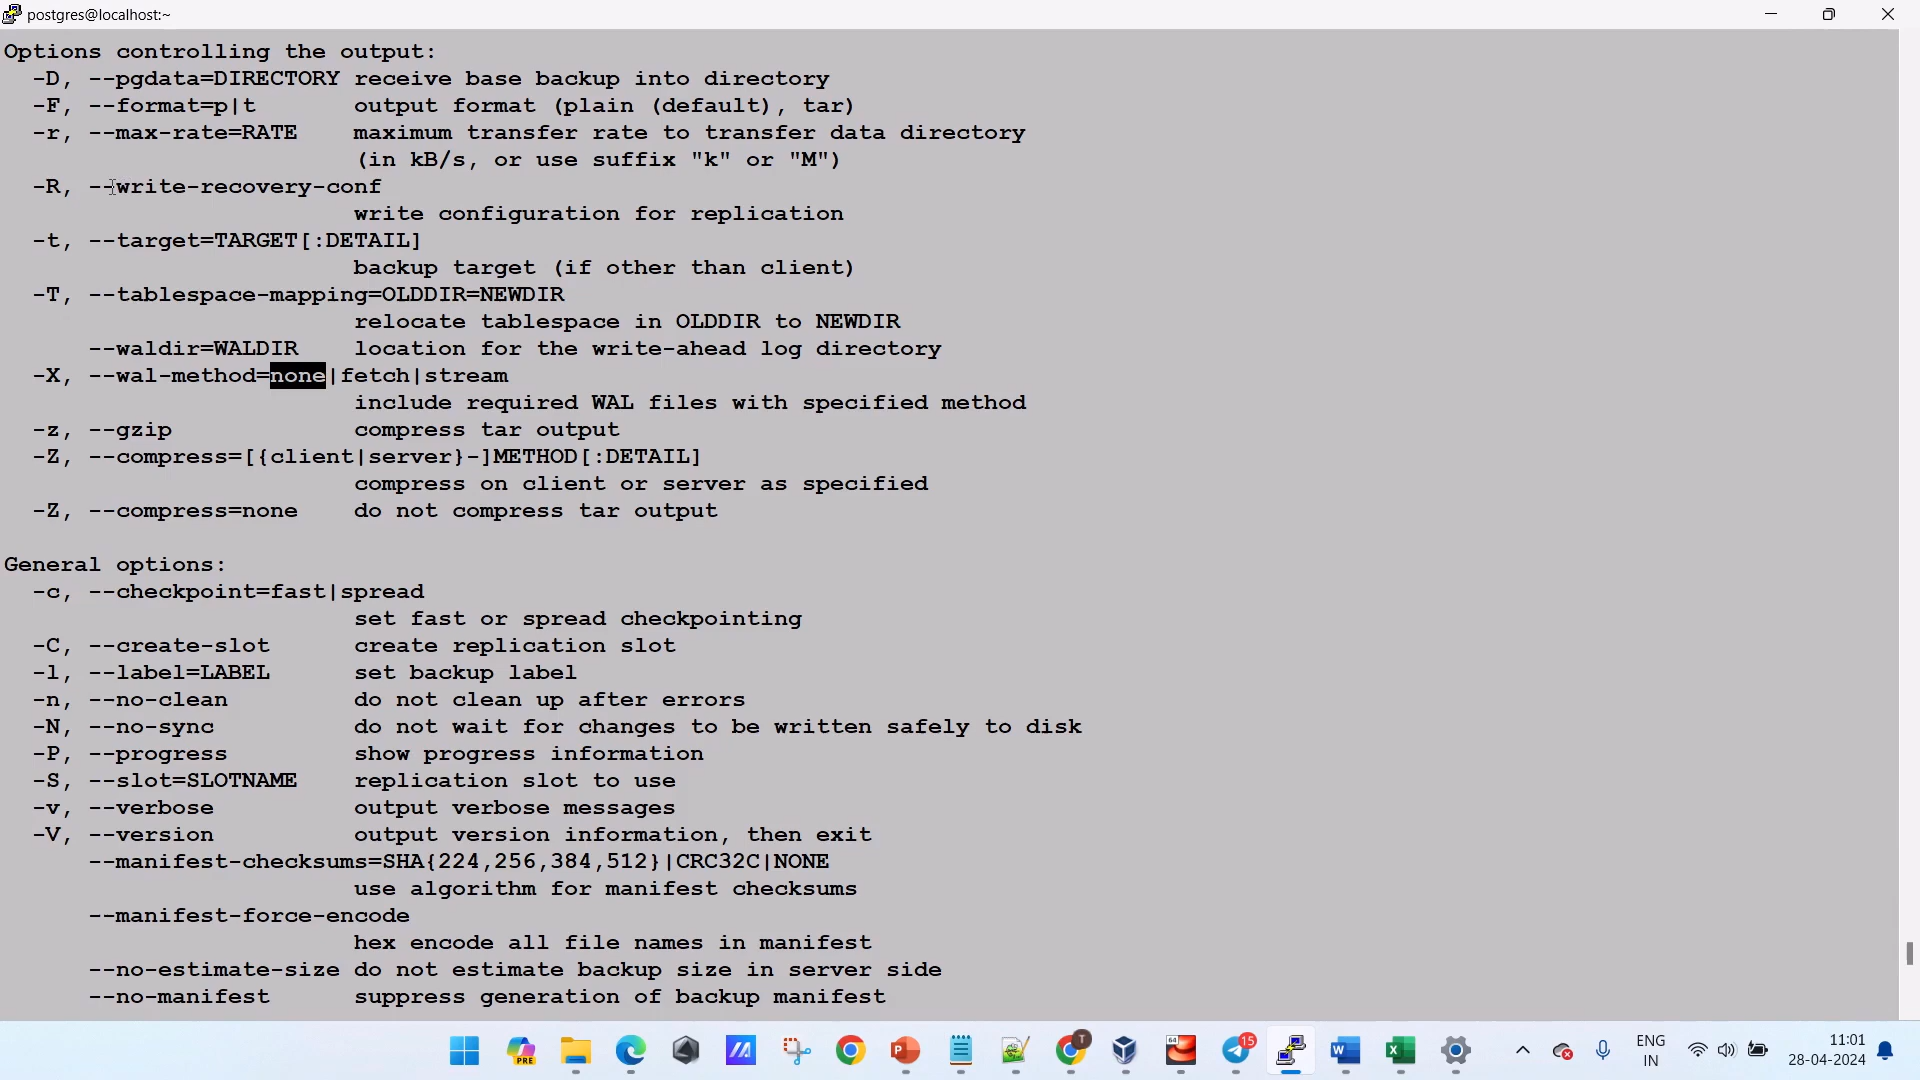 postgres@localhost:~
Options controlling the output:
  -D, --pgdata=DIRECTORY receive base backup into directory
  -F, --format=p|t       output format (plain (default), tar)
  -r, --max-rate=RATE    maximum transfer rate to transfer data directory
                         (in kB/s, or use suffix "k" or "M")
  -R, --write-recovery-conf
                         write configuration for replication
  -t, --target=TARGET[:DETAIL]
                         backup target (if other than client)
  -T, --tablespace-mapping=OLDDIR=NEWDIR
                         relocate tablespace in OLDDIR to NEWDIR
      --waldir=WALDIR    location for the write-ahead log directory
  -X, --wal-method=none|fetch|stream
                         include required WAL files with specified method
  -z, --gzip             compress tar output
  -Z, --compress=[{client|server}-]METHOD[:DETAIL]
                         compress on client or server as specified
  -Z, --compress=none    do not compress tar output
General options:
  -c, --checkpoint=fast|spread
                         set fast or spread checkpointing
  -C, --create-slot      create replication slot
  -l, --label=LABEL      set backup label
  -n, --no-clean         do not clean up after errors
  -N, --no-sync          do not wait for changes to be written safely to disk
  -P, --progress         show progress information
  -S, --slot=SLOTNAME    replication slot to use
  -v, --verbose          output verbose messages
  -V, --version          output version information, then exit
      --manifest-checksums=SHA{224,256,384,512}|CRC32C|NONE
                         use algorithm for manifest checksums
      --manifest-force-encode
                         hex encode all file names in manifest
      --no-estimate-size do not estimate backup size in server side
      --no-manifest      suppress generation of backup manifest
PRE
64
T
15
ENG
IN
11:01
28-04-2024